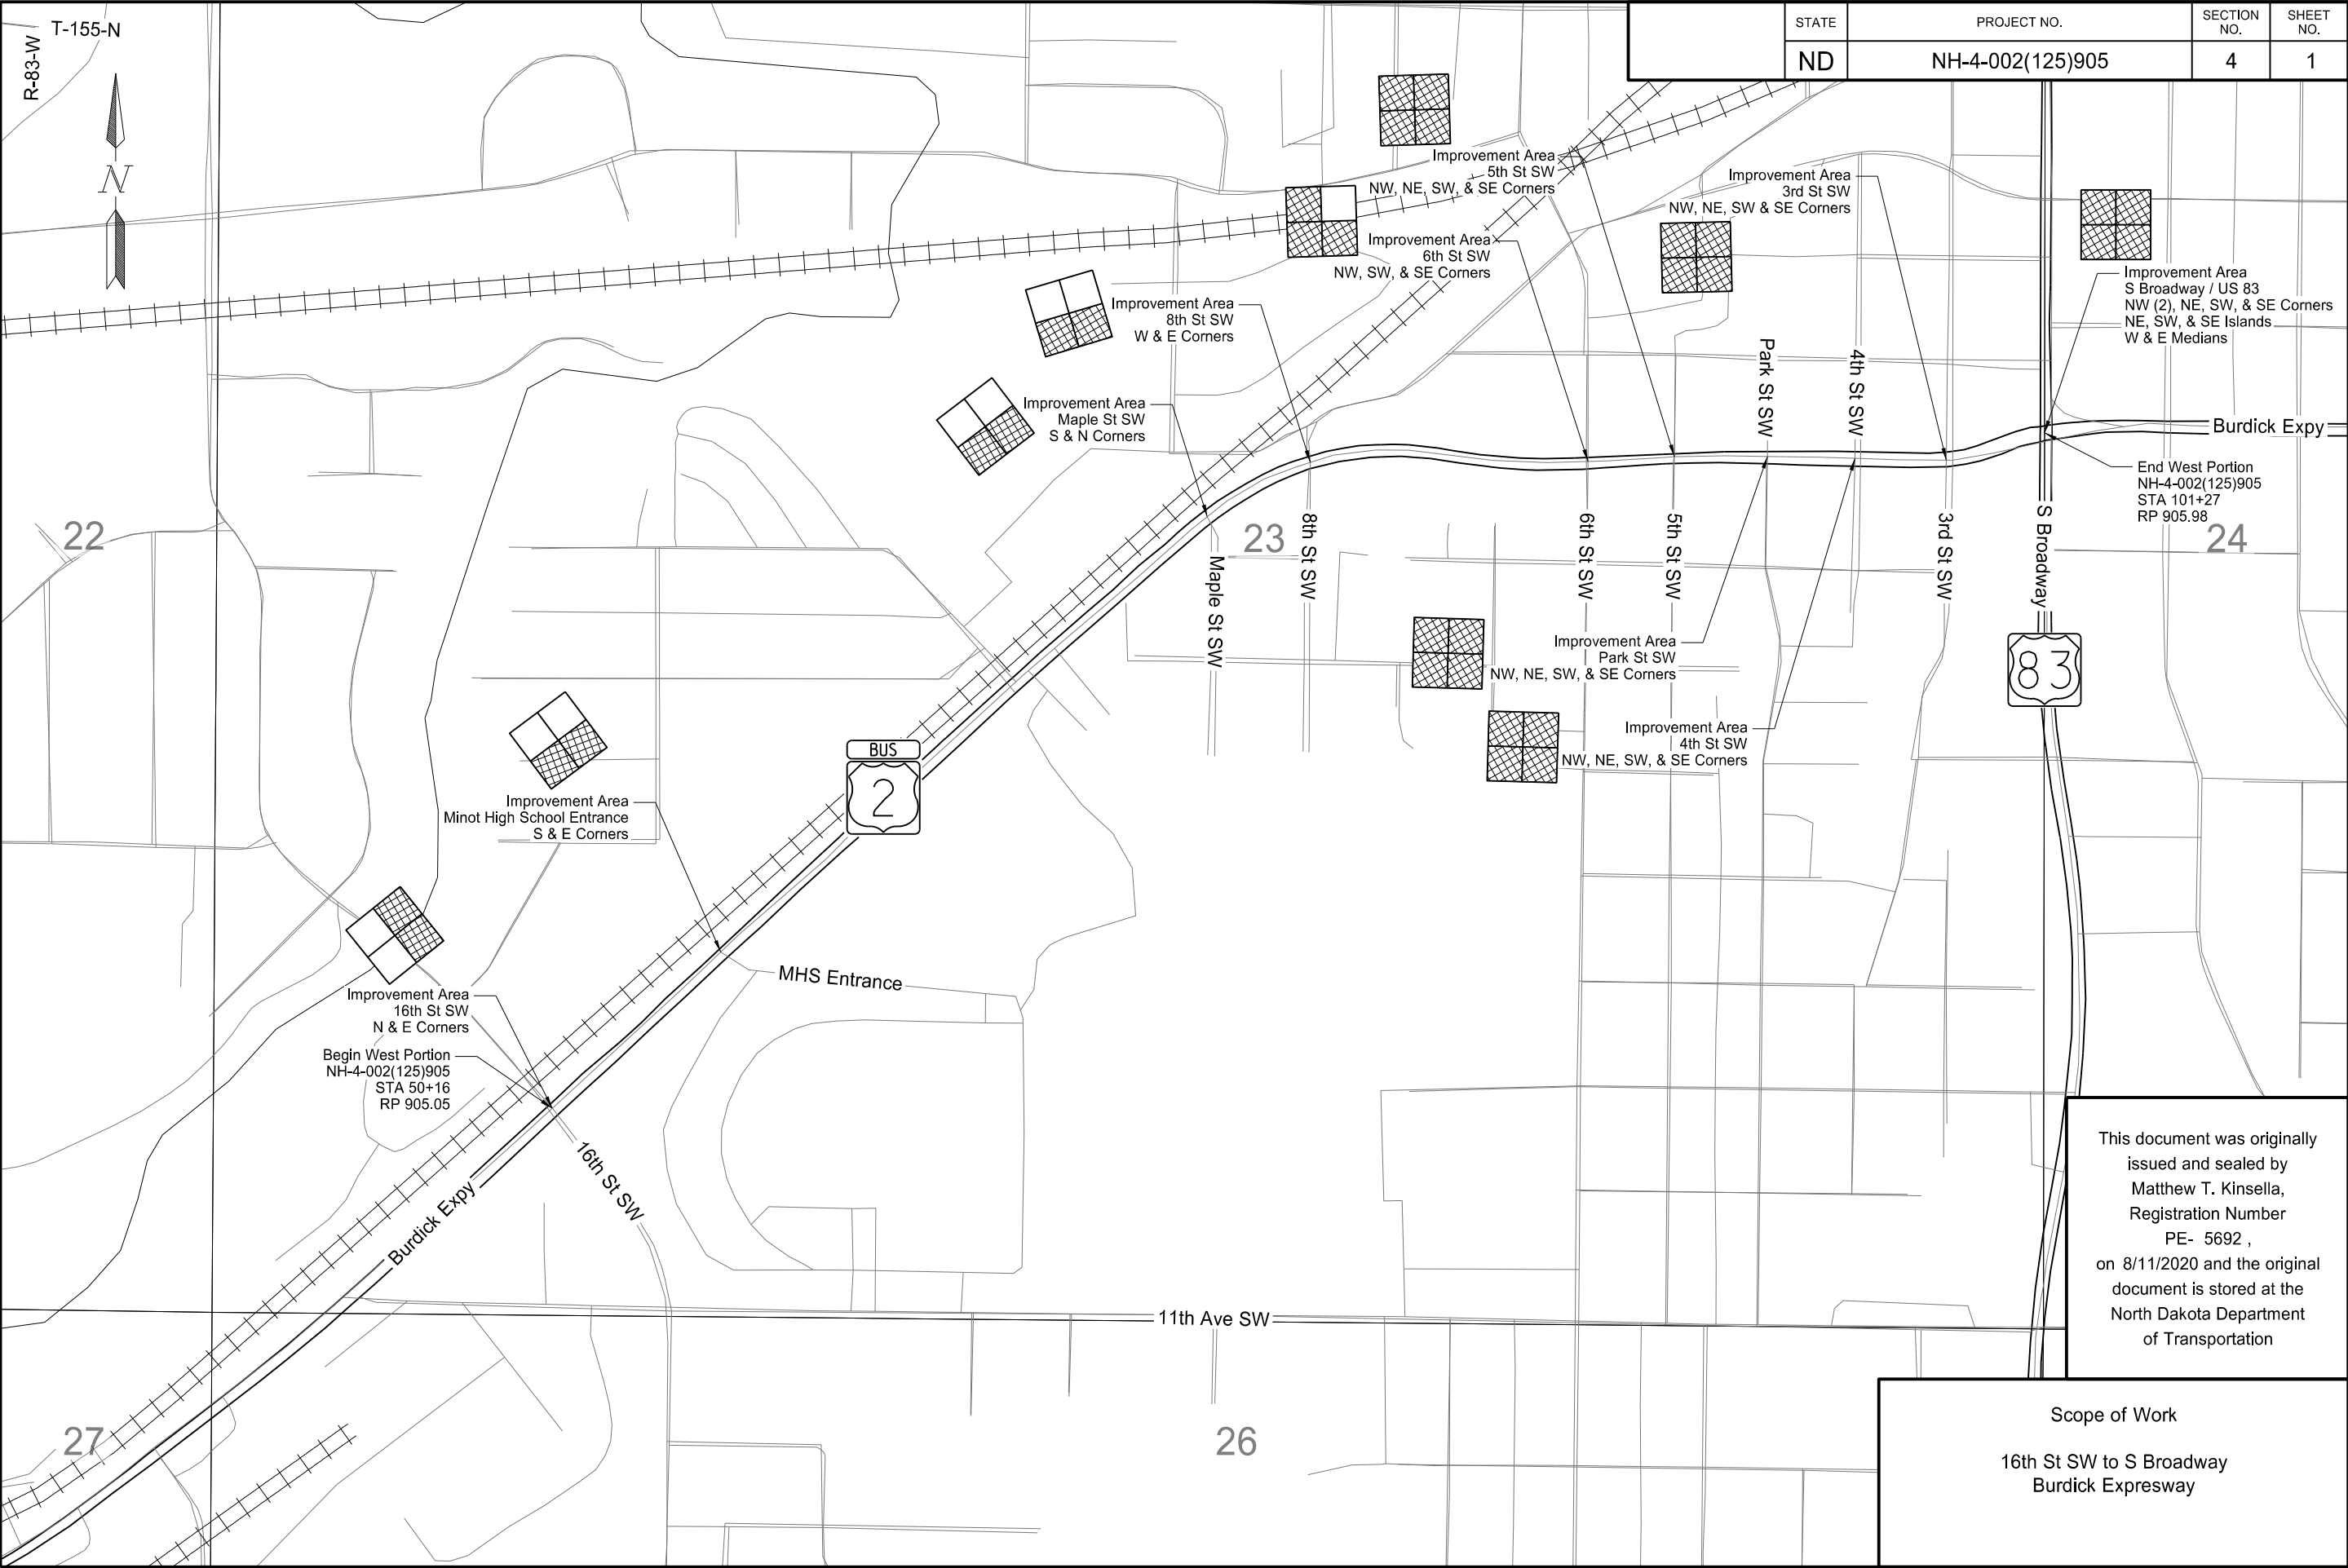 T-155-N
R-83-W
N
STATE
PROJECT NO.
SECTION NO.
SHEET NO.
ND
NH-4-002(125)905
4
1
Improvement Area
5th St SW
NW, NE, SW, & SE Corners
Improvement Area
3rd St SW
NW, NE, SW & SE Corners
Improvement Area
6th St SW
NW, SW, & SE Corners
Improvement Area
S Broadway / US 83
NW (2), NE, SW, & SE Corners
NE, SW, & SE Islands
W & E Medians
Improvement Area
8th St SW
W & E Corners
Improvement Area
Maple St SW
S & N Corners
Park St SW
4th St SW
Burdick Expy
End West Portion
NH-4-002(125)905
STA 101+27
RP 905.98
22
23
24
Maple St SW
8th St SW
6th St SW
5th St SW
3rd St SW
S Broadway
83
Improvement Area
Park St SW
NW, NE, SW, & SE Corners
Improvement Area
4th St SW
NW, NE, SW, & SE Corners
BUS
2
Improvement Area
Minot High School Entrance
S & E Corners
MHS Entrance
Improvement Area
16th St SW
N & E Corners
Begin West Portion
NH-4-002(125)905
STA 50+16
RP 905.05
16th St SW
Burdick Expy
11th Ave SW
27
26
This document was originally
issued and sealed by
Matthew T. Kinsella,
Registration Number
PE- 5692 ,
on 8/11/2020 and the original
document is stored at the
North Dakota Department
of Transportation
Scope of Work
16th St SW to S Broadway
Burdick Expresway